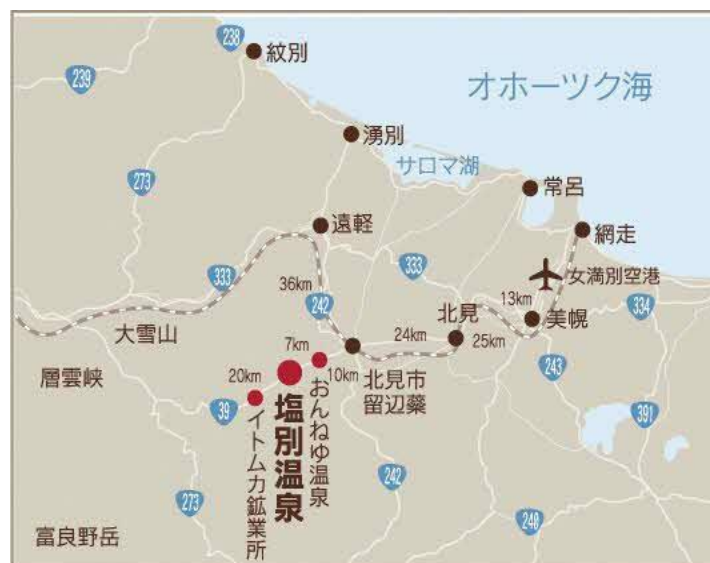 238
紋別
239
オホーツク海
湧別
サロマ湖
273
常呂
遠軽
網走
333
333
女満別空港
36km
242
13km
334
大雪山
北見
美幌
24km
25km
7km
層雲峡
20km
10km
北見市
留辺蘂
243
39
おんねゆ温泉
塩別温泉
イトムカ鉱業所
391
242
273
240
富良野岳